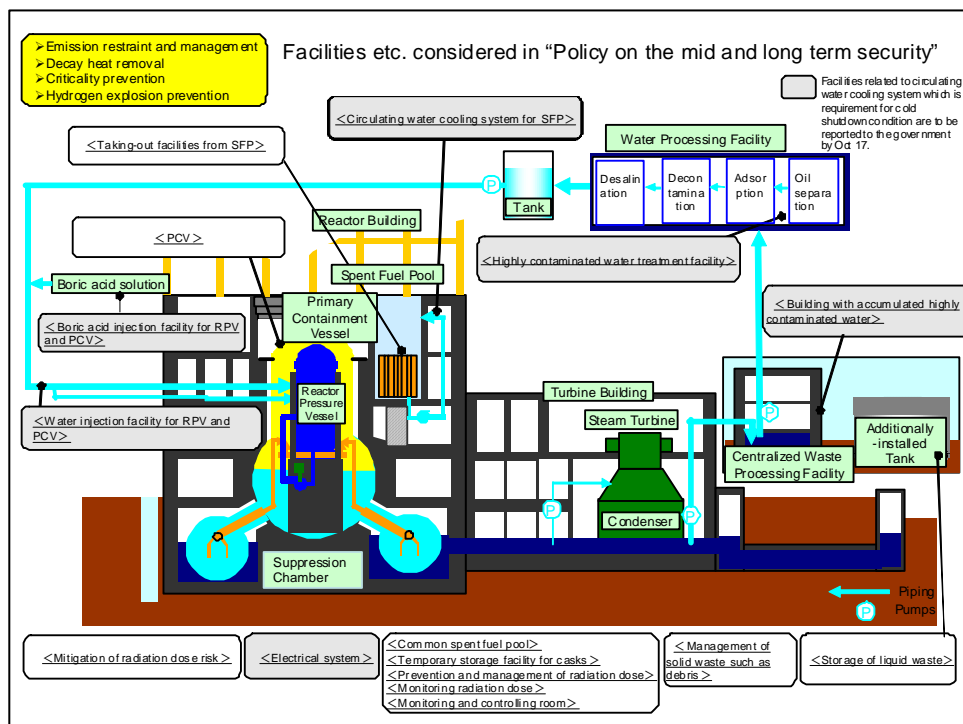 ➢Emission restraint and management
➢Decay heat removal
➢Criticality prevention
➢Hydrogen explosion prevention
Facilities etc. considered in “Policy on the mid and long term security”
Facilities related to circulating
water cooling system which is
requirement for cold
shutdown condition are to be
reported to the government
by Oct 17.
<Circulating water cooling system for SFP>
<Taking-out facilities from SFP>
Water Processing Facility
Desalin
ation
Decon
tamina
tion
Adsor
ption
Oil sep
aration
P
Tank
Reactor Building
<PCV>
<Highly contaminated water treatment facility>
Spent Fuel Pool
Boric acid solution
Primary
Containment
Vessel
<Building with accumulated highly
contaminated water>
<Boric acid injection facility for RPV
and PCV>
Reactor
Pressure
Vessel
Turbine Building
Steam Turbine
P
<Water injection facility for RPV and
PCV>
Additionally
-installed
Tank
Centralized Waste
Processing Facility
P
Condenser
P
Suppression
Chamber
Piping
P
Pumps
<Mitigation of radiation dose risk>
<Electrical system>
<Common spent fuel pool>
<Temporary storage facility for casks>
<Prevention and management of radiation dose>
<Monitoring radiation dose>
<Monitoring and controlling room>
<Management of
solid waste such as
debris>
<Storage of liquid waste>